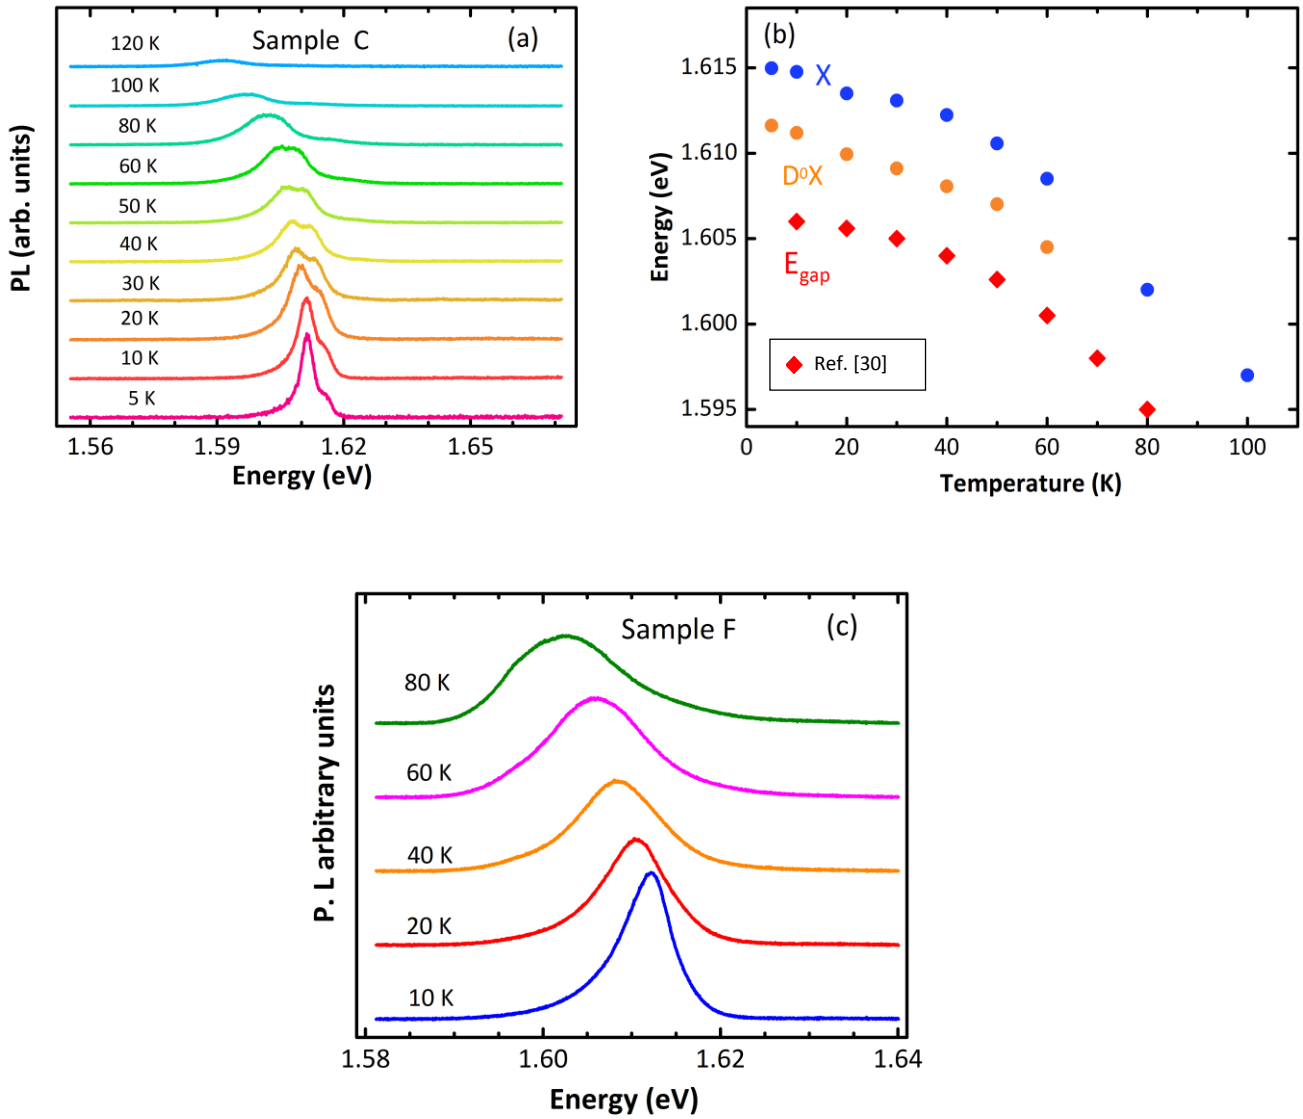 Sample C
(a)
120 K
100 K
80 K
60 K
50 K
40 K
30 K
20 K
10 K
5 K
PL (arb. units)
1.56 1.59 1.62 1.65
Energy (eV)
(b)
1.615
1.610
1.605
1.600
1.595
Energy (eV)
X
D⁰X
E_gap
Ref. [30]
0 20 40 60 80 100
Temperature (K)
Sample F
(c)
80 K
60 K
40 K
20 K
10 K
P. L arbitrary units
1.58 1.60 1.62 1.64
Energy (eV)